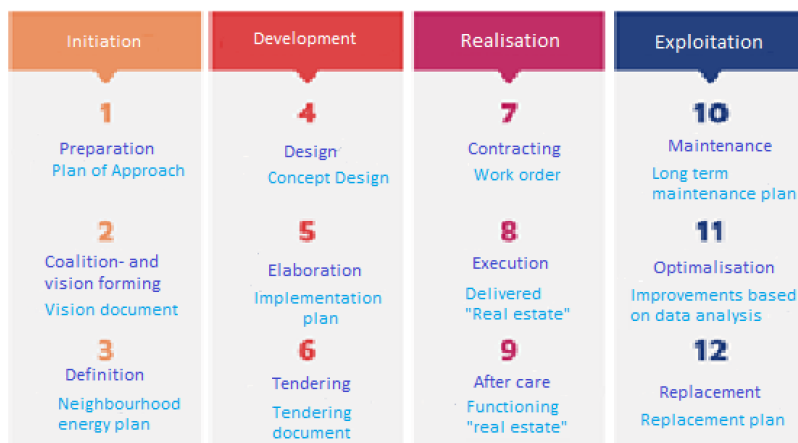 Initiation
1
Preparation
Plan of Approach
2
Coalition- and
vision forming
Vision document
3
Definition
Neighbourhood
energy plan
Development
4
Design
Concept Design
5
Elaboration
Implementation
plan
6
Tendering
Tendering
document
Realisation
7
Contracting
Work order
8
Execution
Delivered
"Real estate"
9
After care
Functioning
"real estate"
Exploitation
10
Maintenance
Long term
maintenance plan
11
Optimalisation
Improvements based
on data analysis
12
Replacement
Replacement plan